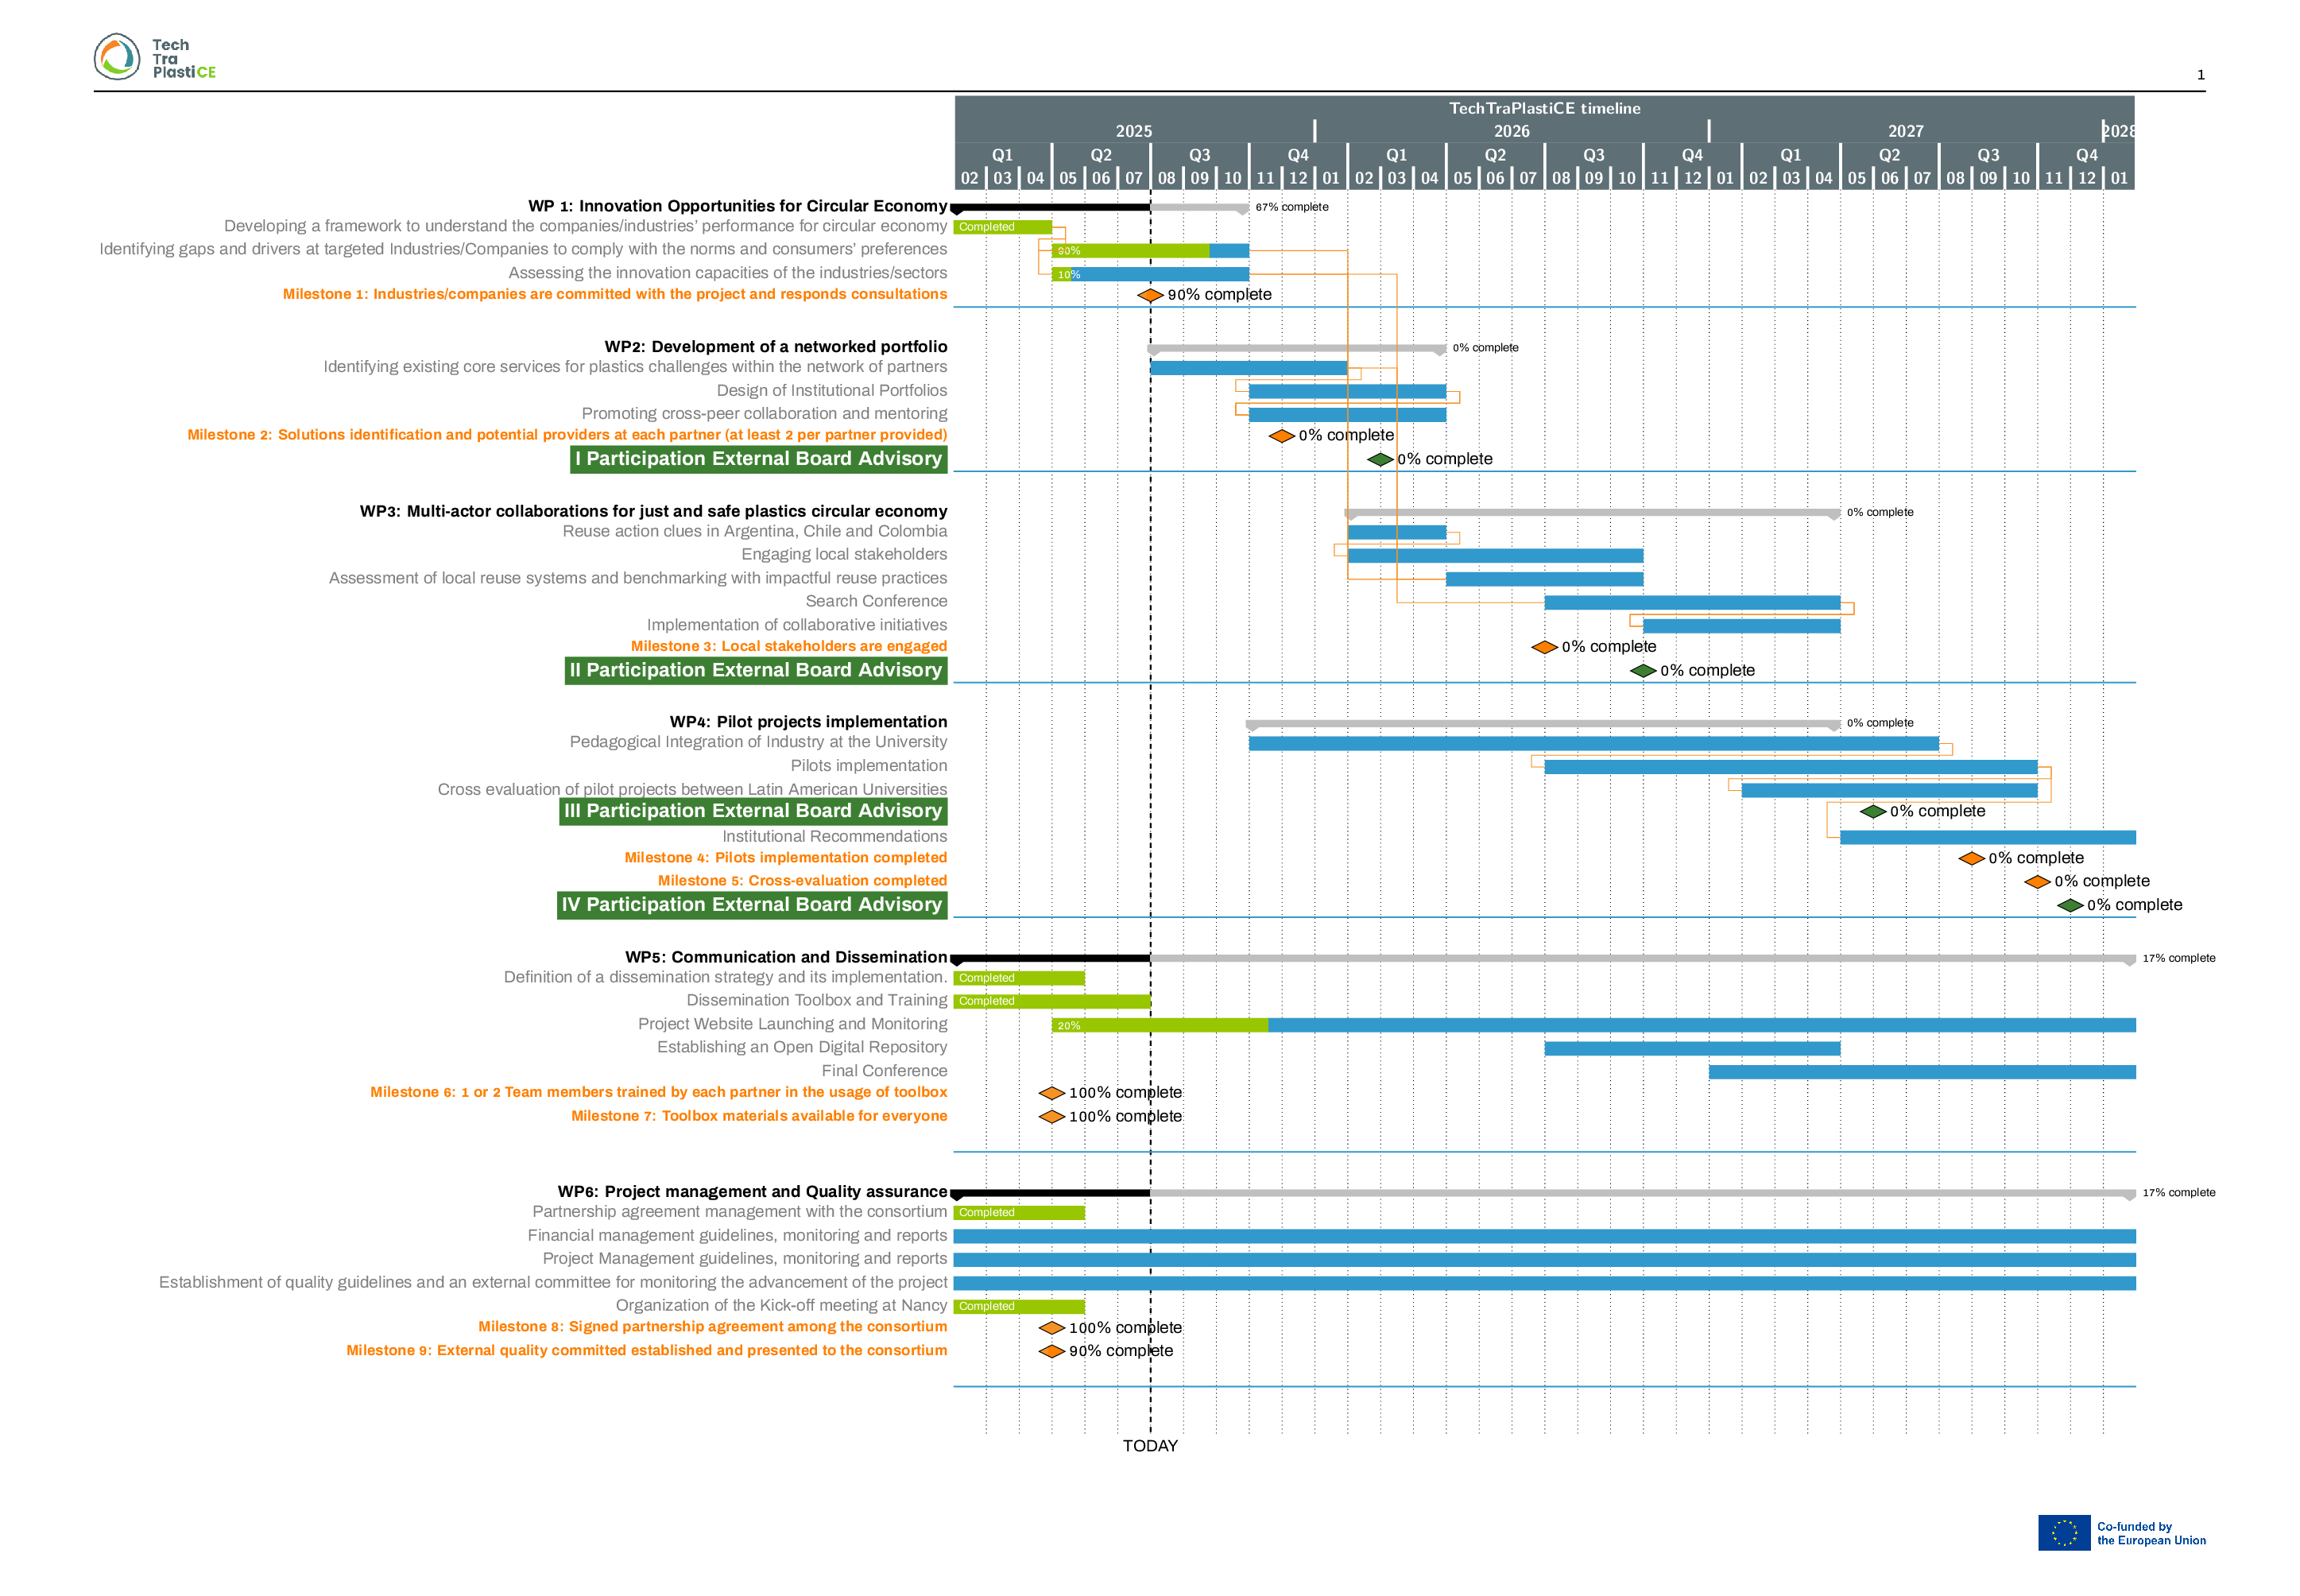 Tech
Tra
PlastiCE
1
TechTraPlastiCE timeline
2025 2026 2027 2028
Q1 Q2 Q3 Q4 Q1 Q2 Q3 Q4 Q1 Q2 Q3 Q4
02 03 04 05 06 07 08 09 10 11 12 01 02 03 04 05 06 07 08 09 10 11 12 01 02 03 04 05 06 07 08 09 10 11 12 01
WP 1: Innovation Opportunities for Circular Economy 67% complete
Developing a framework to understand the companies/industries' performance for circular economy Completed
Identifying gaps and drivers at targeted Industries/Companies to comply with the norms and consumers' preferences 80%
Assessing the innovation capacities of the industries/sectors 10%
Milestone 1: Industries/companies are committed with the project and responds consultations 90% complete
WP2: Development of a networked portfolio 0% complete
Identifying existing core services for plastics challenges within the network of partners
Design of Institutional Portfolios
Promoting cross-peer collaboration and mentoring
Milestone 2: Solutions identification and potential providers at each partner (at least 2 per partner provided) 0% complete
I Participation External Board Advisory 0% complete
WP3: Multi-actor collaborations for just and safe plastics circular economy 0% complete
Reuse action clues in Argentina, Chile and Colombia
Engaging local stakeholders
Assessment of local reuse systems and benchmarking with impactful reuse practices
Search Conference
Implementation of collaborative initiatives
Milestone 3: Local stakeholders are engaged 0% complete
II Participation External Board Advisory 0% complete
WP4: Pilot projects implementation 0% complete
Pedagogical Integration of Industry at the University
Pilots implementation
Cross evaluation of pilot projects between Latin American Universities
III Participation External Board Advisory 0% complete
Institutional Recommendations
Milestone 4: Pilots implementation completed 0% complete
Milestone 5: Cross-evaluation completed 0% complete
IV Participation External Board Advisory 0% complete
WP5: Communication and Dissemination 17% complete
Definition of a dissemination strategy and its implementation. Completed
Dissemination Toolbox and Training Completed
Project Website Launching and Monitoring 20%
Establishing an Open Digital Repository
Final Conference
Milestone 6: 1 or 2 Team members trained by each partner in the usage of toolbox 100% complete
Milestone 7: Toolbox materials available for everyone 100% complete
WP6: Project management and Quality assurance 17% complete
Partnership agreement management with the consortium Completed
Financial management guidelines, monitoring and reports
Project Management guidelines, monitoring and reports
Establishment of quality guidelines and an external committee for monitoring the advancement of the project
Organization of the Kick-off meeting at Nancy Completed
Milestone 8: Signed partnership agreement among the consortium 100% complete
Milestone 9: External quality committed established and presented to the consortium 90% complete
TODAY
Co-funded by
the European Union